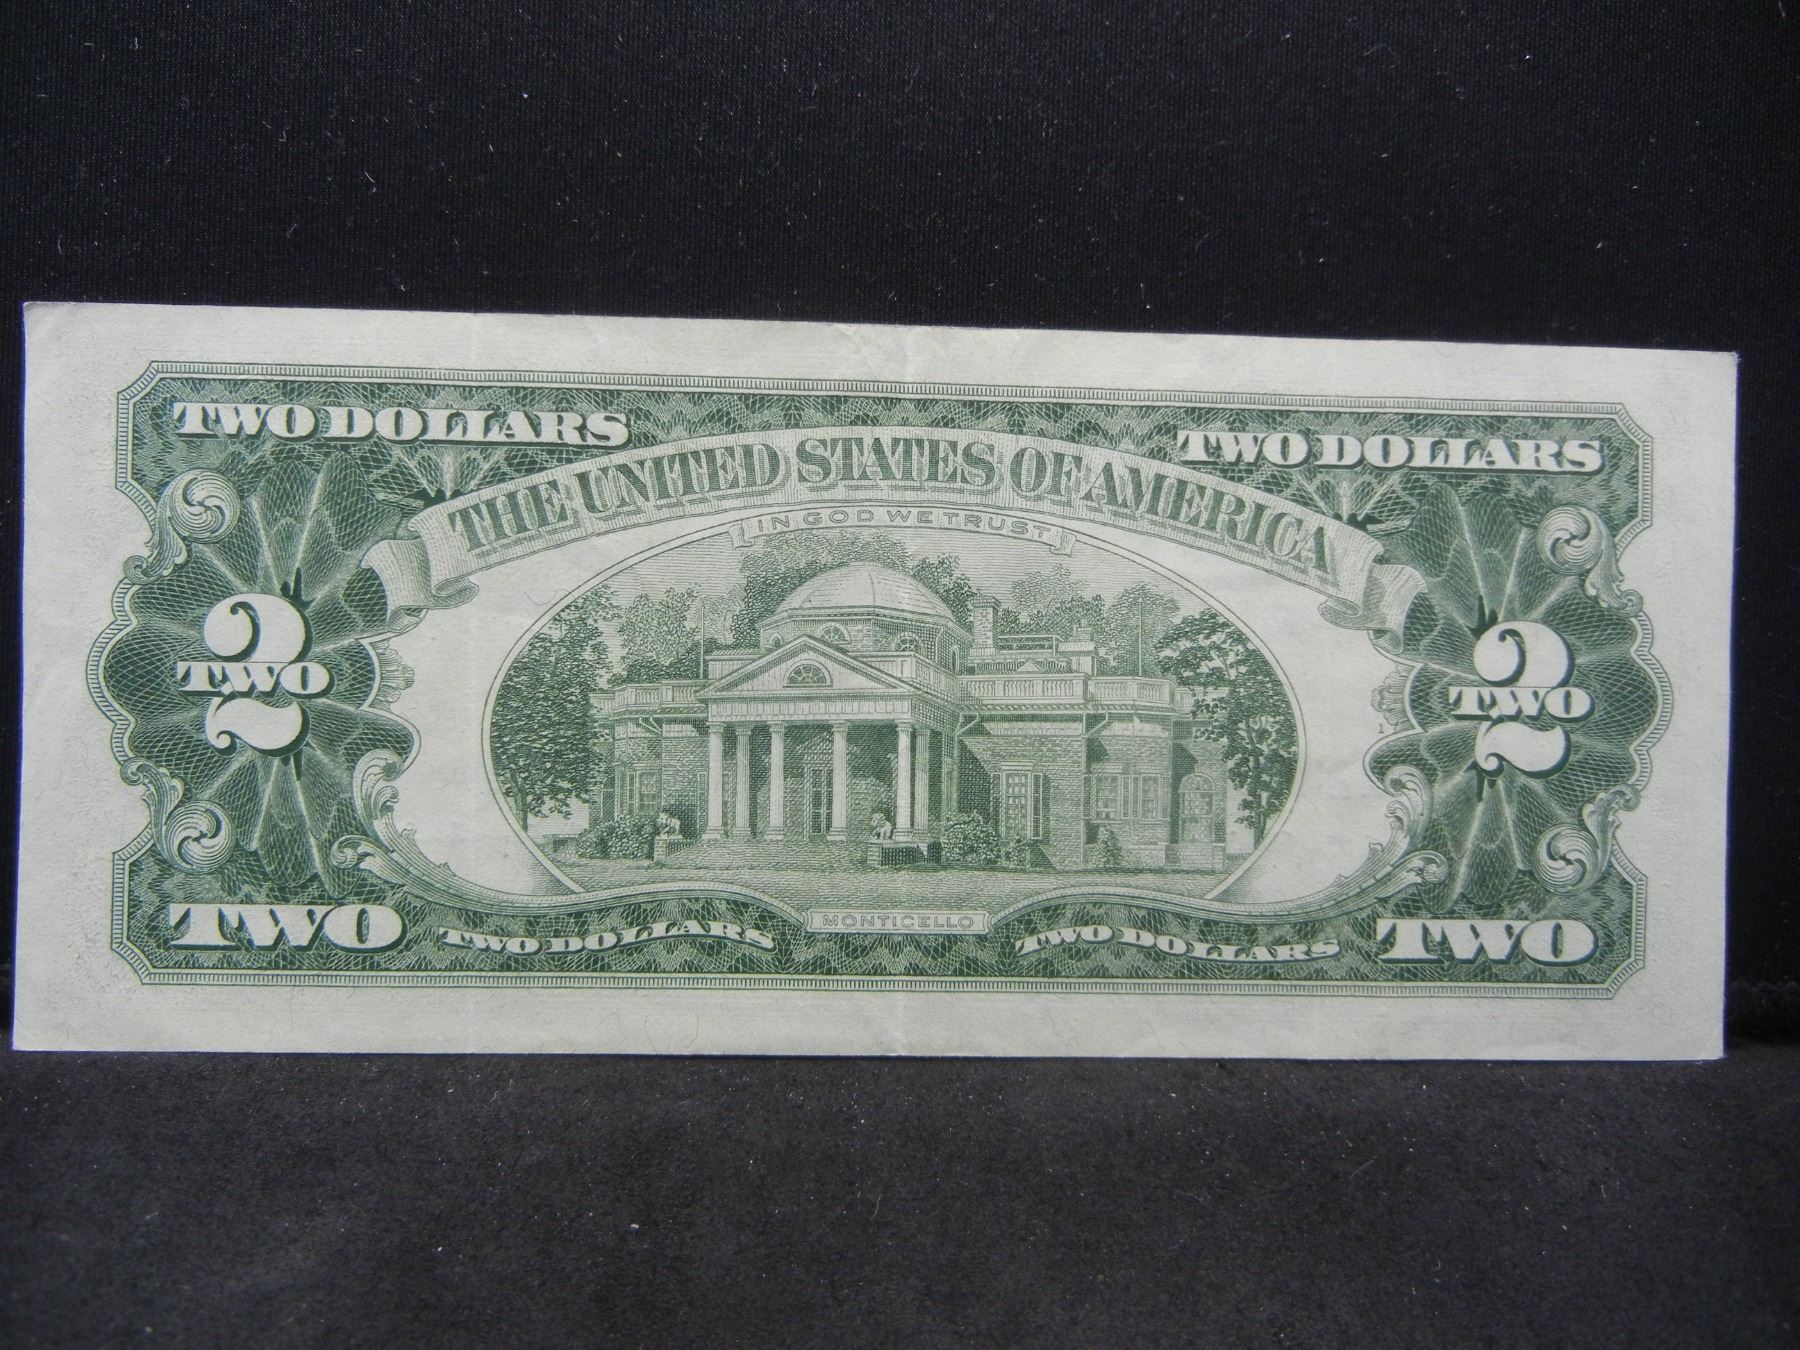 TWO DOLLARS TWO DOLLARS
THE UNITED STATES OF AMERICA
IN GOD WE TRUST
2 2
TWO TWO
1
MONTICELLO
TWO TWO DOLLARS TWO DOLLARS TWO